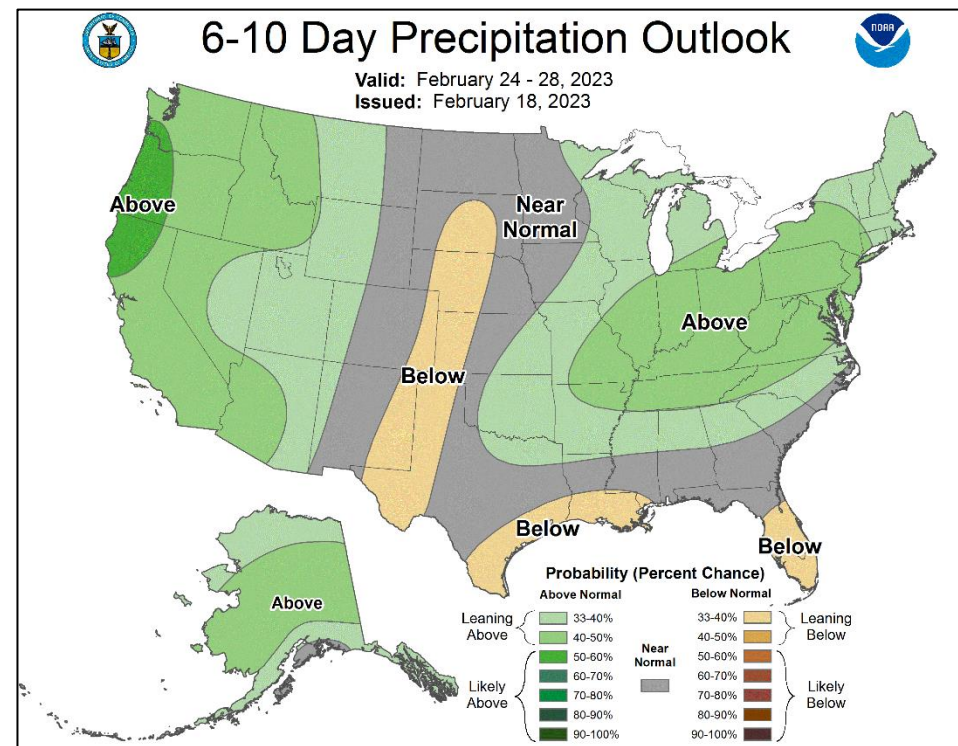 6-10 Day Precipitation Outlook
NOAA
Valid: February 24 - 28, 2023
Issued: February 18, 2023
Above
Near
Normal
Above
Below
Below
Below
Above
Probability (Percent Chance)
Above Normal
Below Normal
Leaning
Above
33-40%
40-50%
Likely
Above
50-60%
60-70%
70-80%
80-90%
90-100%
Near
Normal
33-40%
40-50%
Leaning
Below
50-60%
60-70%
70-80%
80-90%
90-100%
Likely
Below